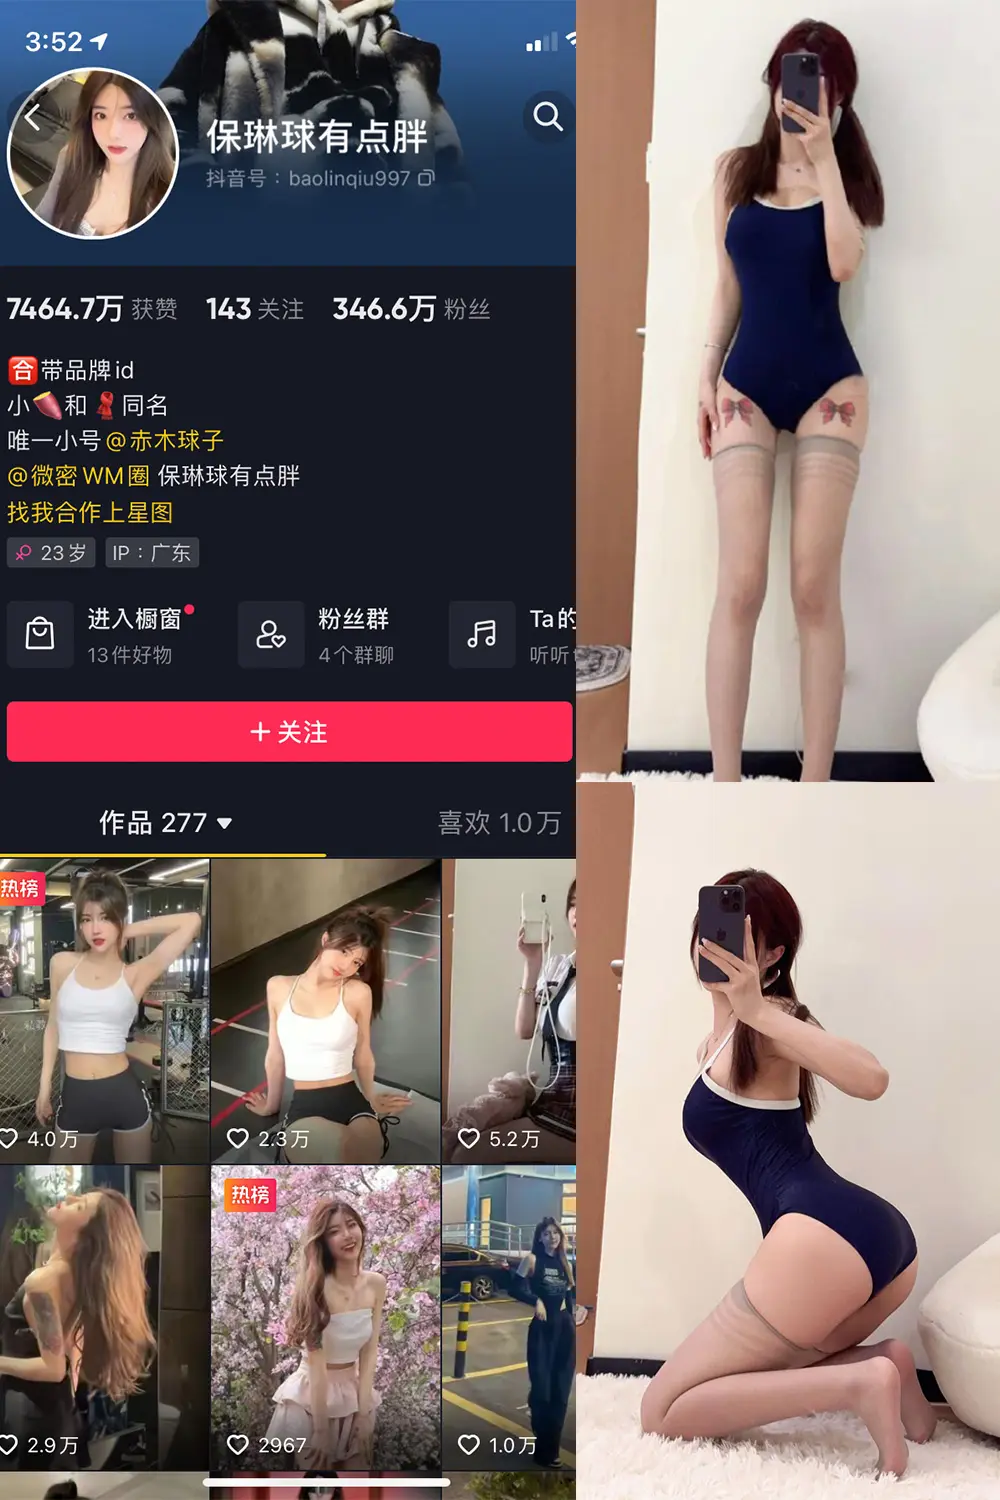 3:52
保琳球有点胖
抖音号：baolinqiu997
7464.7万 获赞 143 关注 346.6万 粉丝
合 带品牌id
小🍠和🧣同名
唯一小号 @赤木球子
@微密WM圈 保琳球有点胖
找我合作上星图
♀ 23岁 IP：广东
进入橱窗 粉丝群 Ta的
13件好物 4个群聊 听听
+ 关注
作品 277 ▼ 喜欢 1.0万
热榜
4.0万 2.3万 5.2万
热榜
2.9万 2967 1.0万